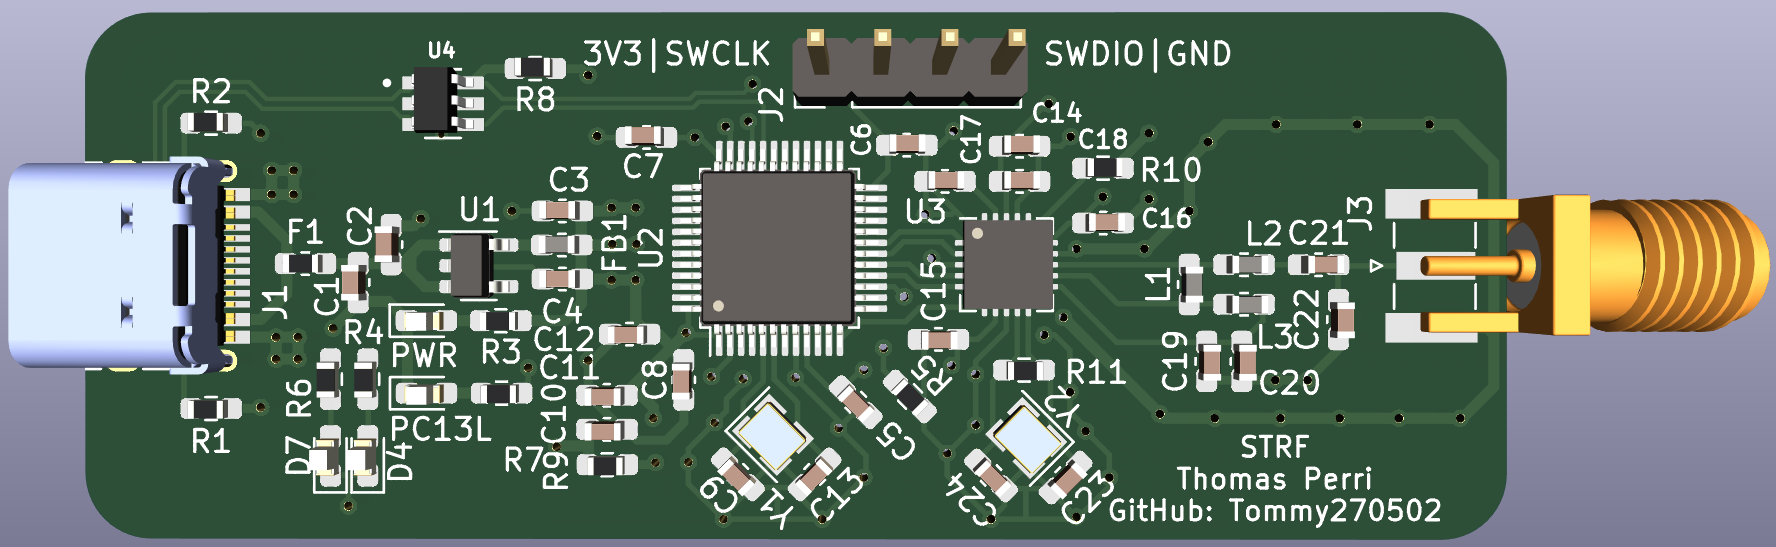 U4
3V3|SWCLK
SWDIO|GND
R2
R8
J2
C14
C6
C17
C18
C7
R10
C3
C2
U1
U3
C16
J3
F1
FB1
U2
L2
C21
J1
C1
C15
L1
C4
R4
C12
L3
C22
PWR
R3
C11
C8
R5
R11
C19
C20
R6
C10
Y2
R1
PC13L
C5
STRF
D7
D4
R7
R9
Thomas Perri
C9
Y1
C13
C24
C23
GitHub: Tommy270502